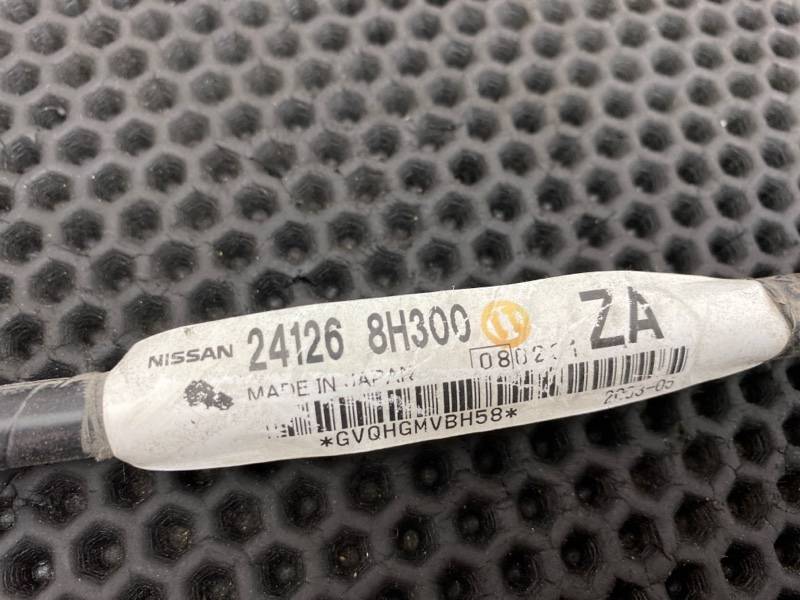 NISSAN 24126 8H300 ZA
MADE IN JAPAN
*GVQHGMVBH58*